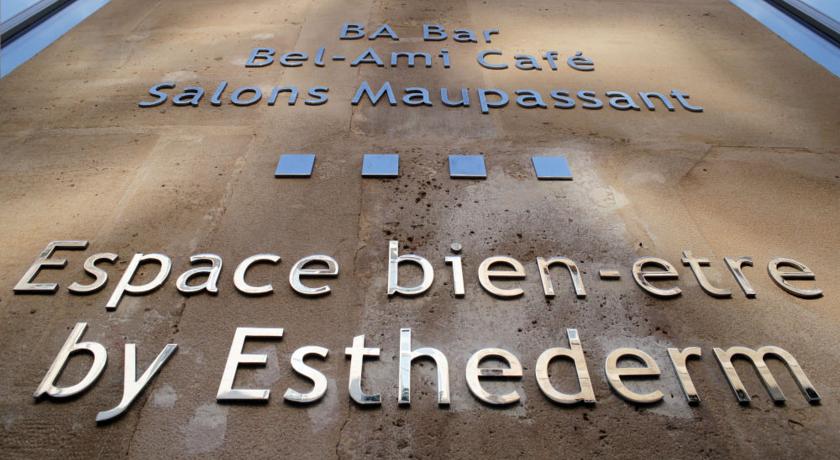 BA Bar
Bel-Ami Café
Salons Maupassant
Espace bien-etre
by Esthederm